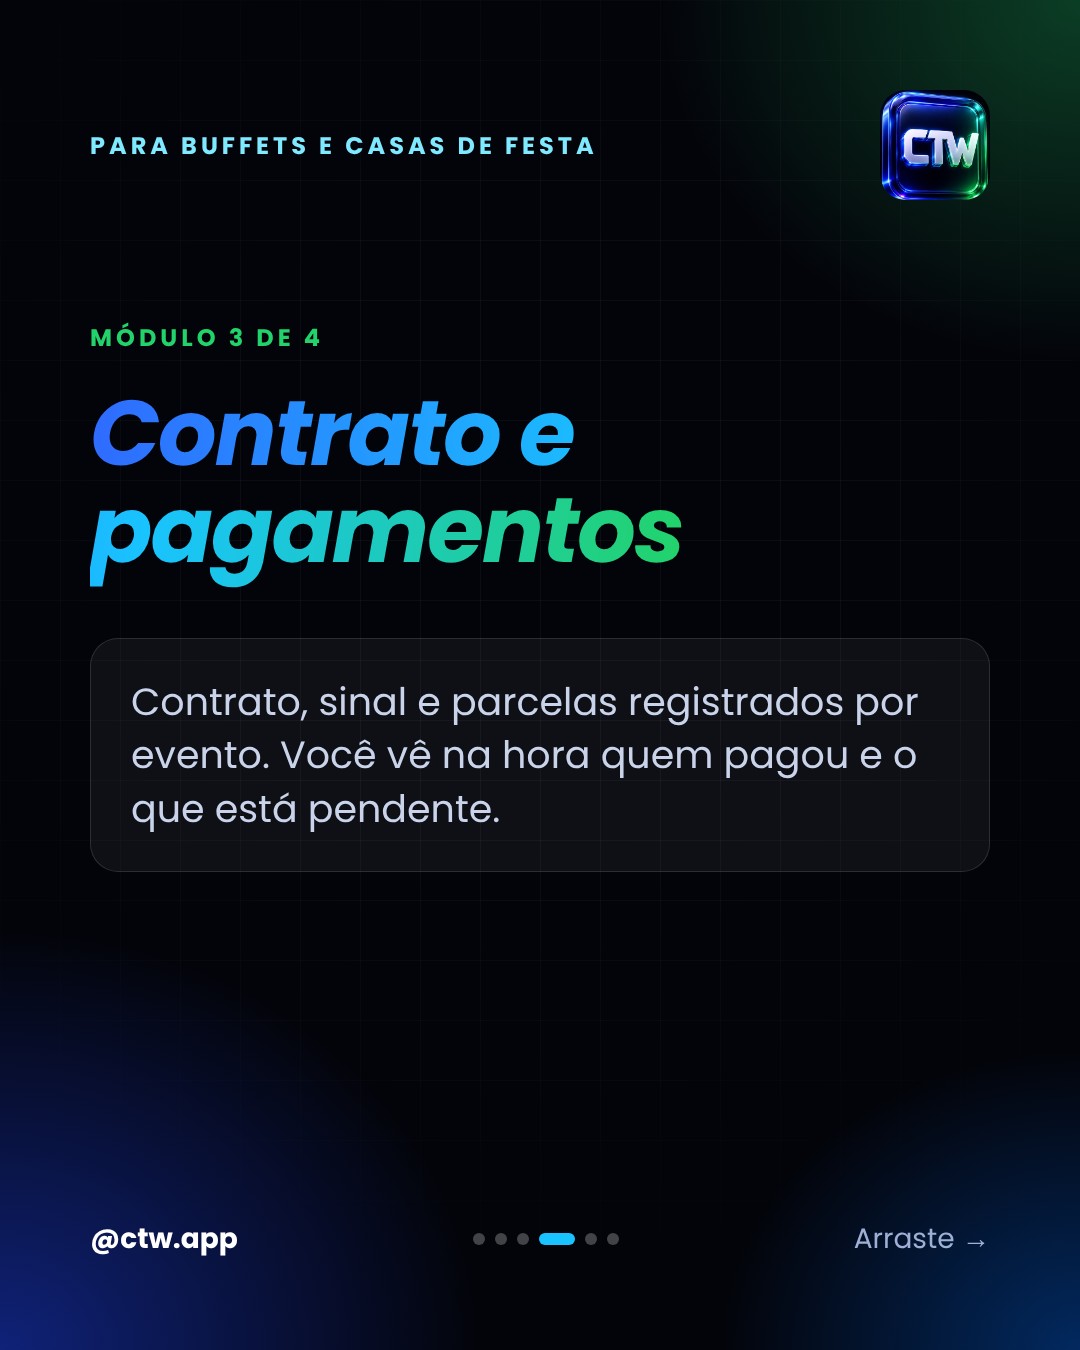 PARA BUFFETS E CASAS DE FESTA
CTW
MÓDULO 3 DE 4
Contrato e
pagamentos
Contrato, sinal e parcelas registrados por
evento. Você vê na hora quem pagou e o
que está pendente.
@ctw.app
Arraste →